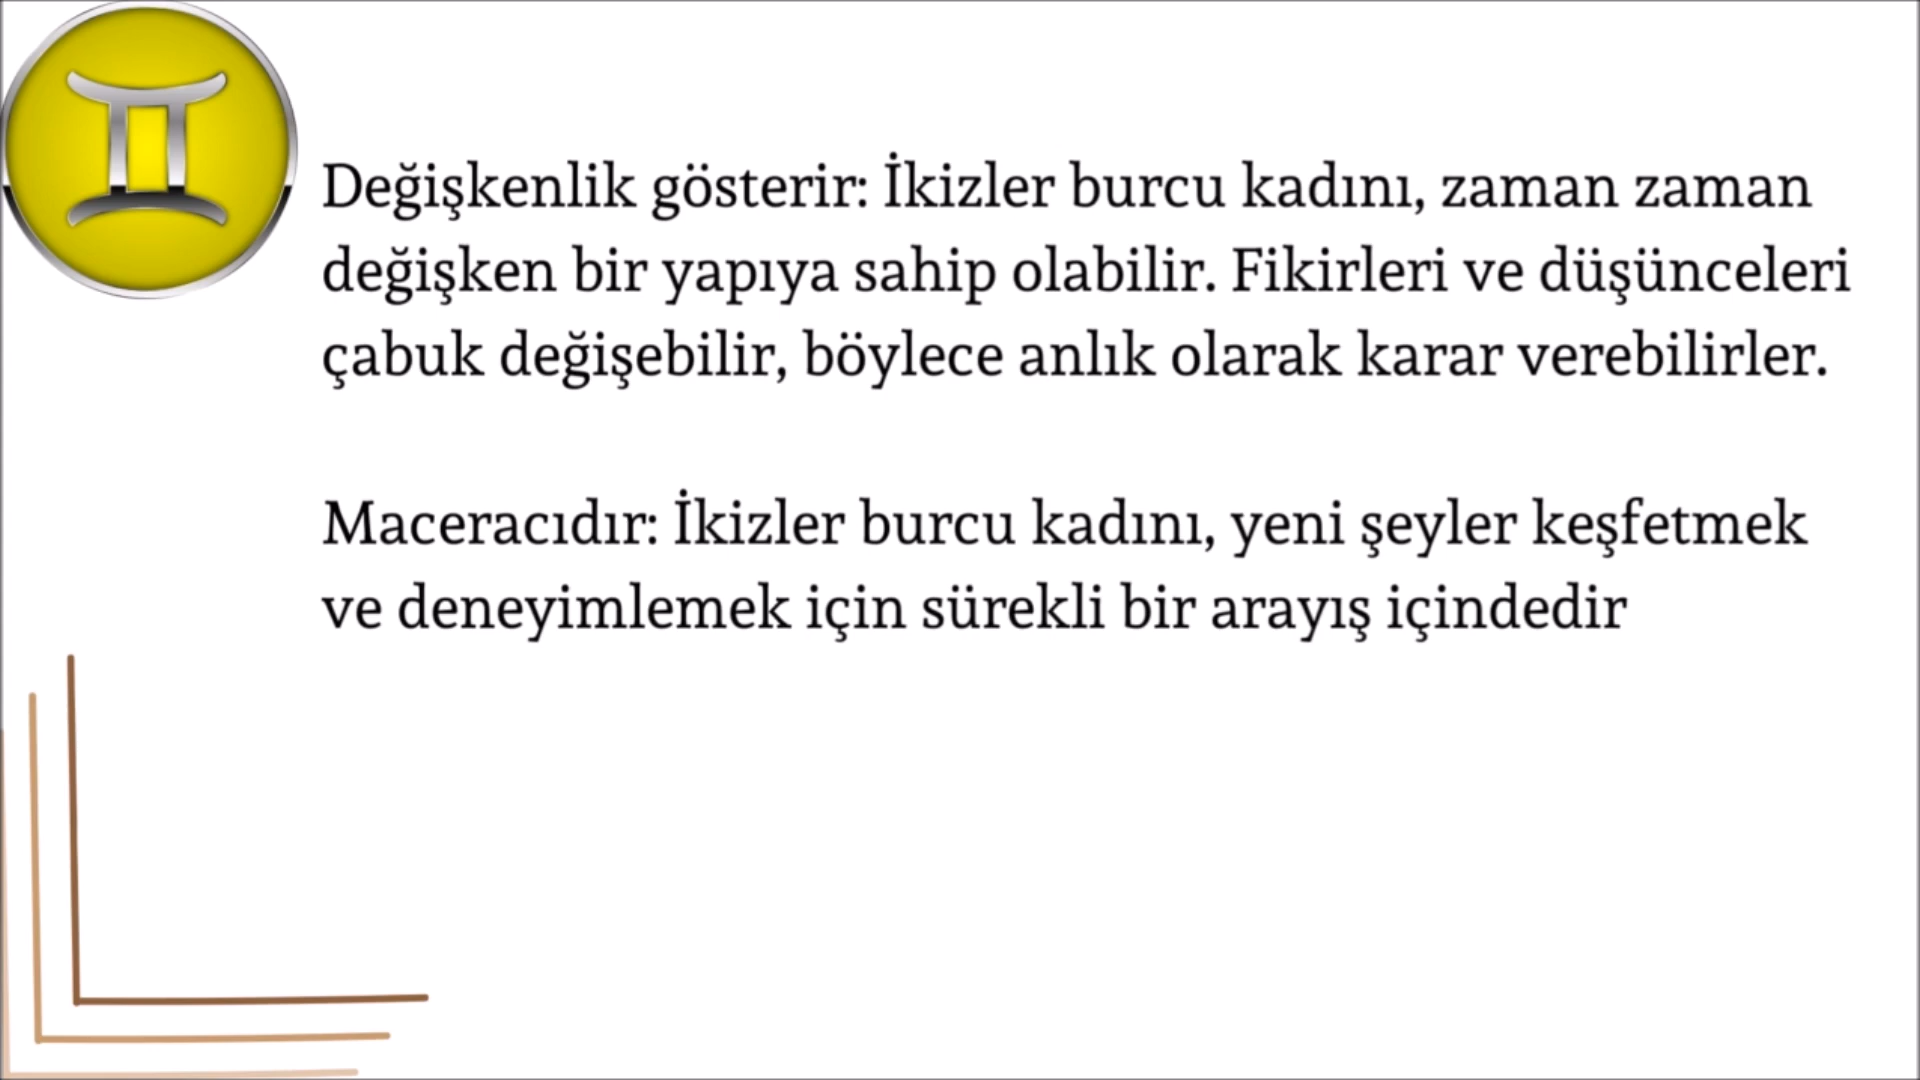 Değişkenlik gösterir: İkizler burcu kadını, zaman zaman
değişken bir yapıya sahip olabilir. Fikirleri ve düşünceleri
çabuk değişebilir, böylece anlık olarak karar verebilirler.
Maceracıdır: İkizler burcu kadını, yeni şeyler keşfetmek
ve deneyimlemek için sürekli bir arayış içindedir